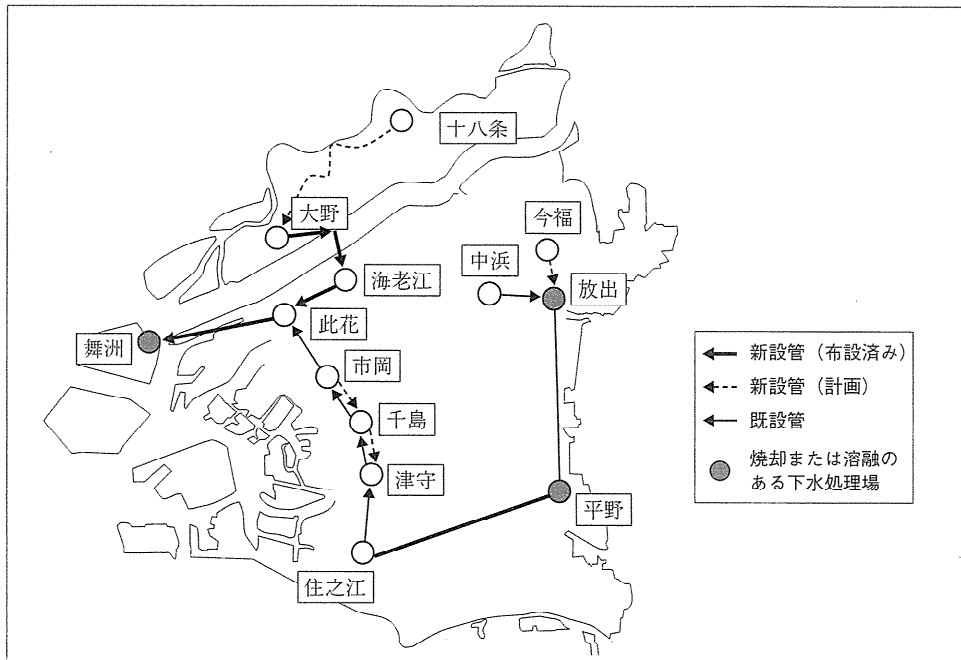 十八条
大野
今福
中浜
海老江
放出
此花
舞洲
市岡
千島
津守
平野
住之江
新設管（布設済み）
新設管（計画）
既設管
焼却または溶融の
ある下水処理場